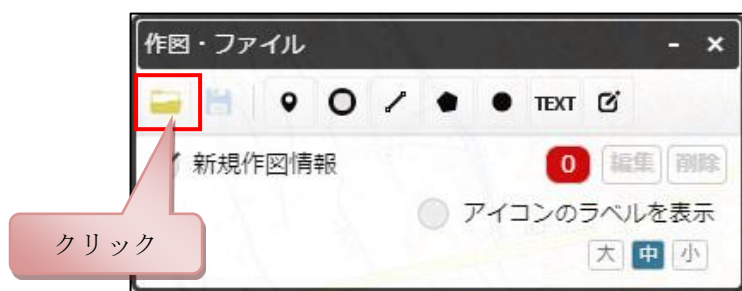 作図・ファイル - ×
TEXT
新規作図情報 0 編集 削除
アイコンのラベルを表示
クリック
大 中 小